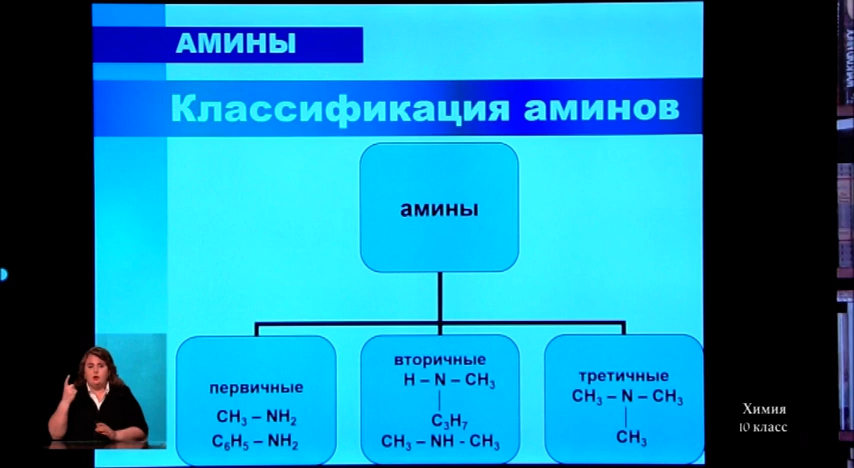 АМИНЫ
Классификация аминов
амины
первичные
CH₃ – NH₂
C₆H₅ – NH₂
вторичные
H – N – CH₃
|
C₃H₇
CH₃ – NH - CH₃
третичные
CH₃ – N – CH₃
|
CH₃
Химия
10 класс